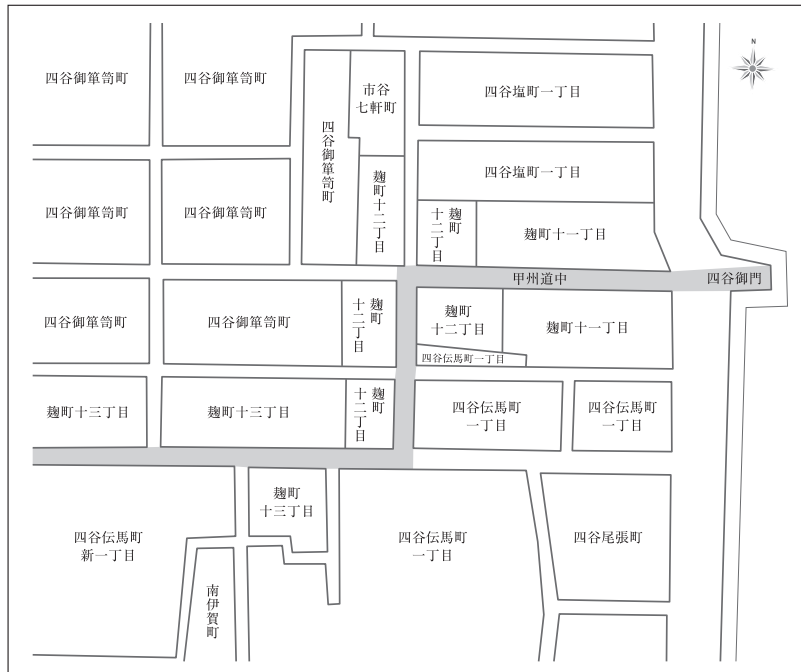 N
四谷御箪笥町
四谷御箪笥町
四谷御箪笥町
市谷
七軒町
四谷塩町一丁目
四谷御箪笥町
四谷御箪笥町
麹町十二丁目
四谷塩町一丁目
麹町
十二丁目
麹町十一丁目
甲州道中
四谷御門
四谷御箪笥町
四谷御箪笥町
麹町
十二丁目
麹町
十二丁目
麹町十一丁目
四谷伝馬町一丁目
麹町十三丁目
麹町十三丁目
麹町
十二丁目
四谷伝馬町
一丁目
四谷伝馬町
一丁目
四谷伝馬町
新一丁目
麹町
十三丁目
四谷伝馬町
一丁目
四谷尾張町
南伊賀町